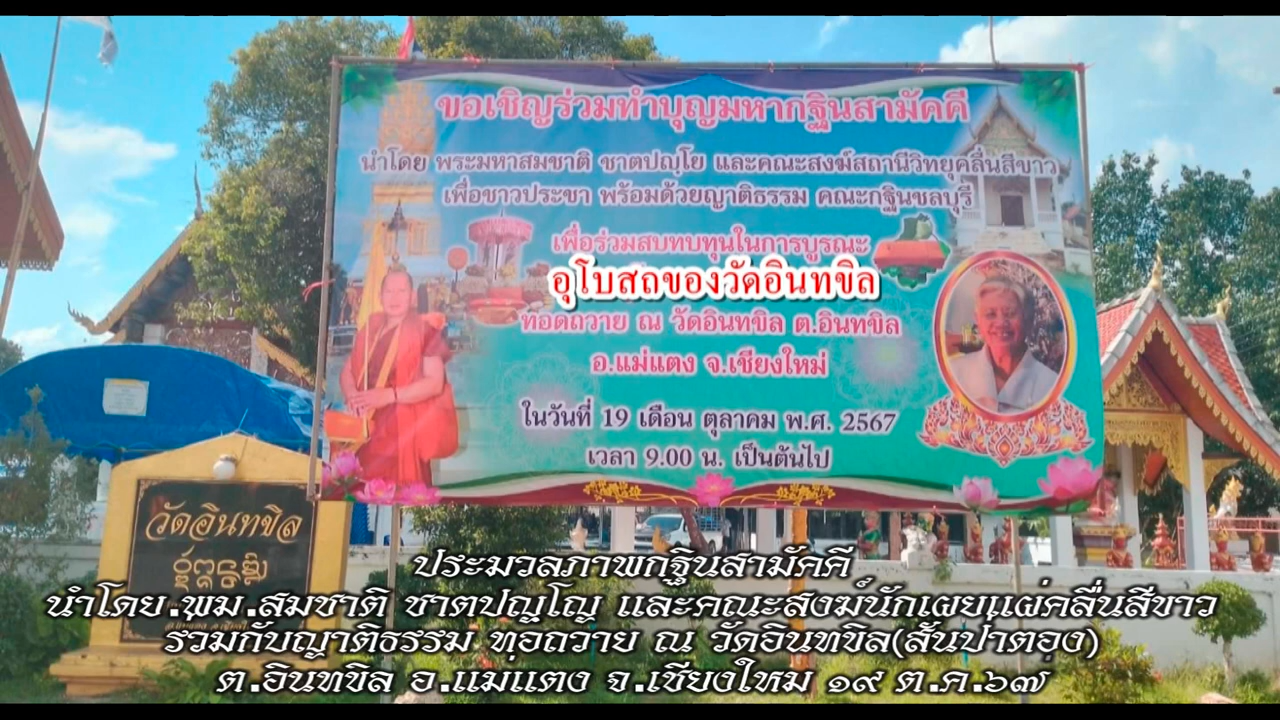 ขอเชิญร่วมทำบุญมหากฐินสามัคคี
นำโดย พระมหาสมชาติ ชาตปญฺโย และคณะสงฆ์สถานีวิทยุคลื่นสีขาว
เพื่อชาวประชา พร้อมด้วยญาติธรรม คณะกฐินชลบุรี
เพื่อร่วมสบทบทุนในการบูรณะ
อุโบสถของวัดอินทขิล
ทอดถวาย ณ วัดอินทขิล ต.อินทขิล
อ.แม่แตง จ.เชียงใหม่
ในวันที่ 19 เดือน ตุลาคม พ.ศ. 2567
เวลา 9.00 น. เป็นต้นไป
วัดอินทขิล
ประมวลภาพกฐินสามัคคี
นำโดย.พม.สมชาติ ชาตปญฺโญ และคณะสงฆ์นักเผยแผ่คลื่นสีขาว
รวมกับญาติธรรม ทอถวาย ณ วัดอินทขิล(สันป่าตอง)
ต.อินทขิล อ.แม่แตง จ.เชียงใหม่ ๑๙ ต.ค.๖๗